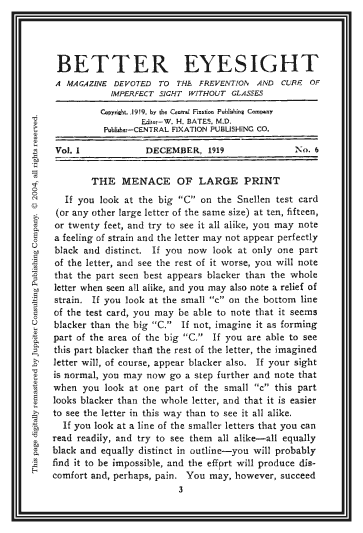 BETTER EYESIGHT
A MAGAZINE DEVOTED TO THE PREVENTION AND CURE OF
IMPERFECT SIGHT WITHOUT GLASSES
Copyright, 1919, by the Central Fixation Publishing Company
Editor—W. H. BATES, M.D.
Publisher—CENTRAL FIXATION PUBLISHING CO.
Vol. 1 DECEMBER, 1919 No. 6
THE MENACE OF LARGE PRINT
If you look at the big "C" on the Snellen test card
(or any other large letter of the same size) at ten, fifteen,
or twenty feet, and try to see it all alike, you may note
a feeling of strain and the letter may not appear perfectly
black and distinct. If you now look at only one part
of the letter, and see the rest of it worse, you will note
that the part seen best appears blacker than the whole
letter when seen all alike, and you may also note a relief of
strain. If you look at the small "c" on the bottom line
of the test card, you may be able to note that it seems
blacker than the big "C." If not, imagine it as forming
part of the area of the big "C." If you are able to see
this part blacker than the rest of the letter, the imagined
letter will, of course, appear blacker also. If your sight
is normal, you may now go a step further and note that
when you look at one part of the small "c" this part
looks blacker than the whole letter, and that it is easier
to see the letter in this way than to see it all alike.
If you look at a line of the smaller letters that you can
read readily, and try to see them all alike—all equally
black and equally distinct in outline—you will probably
find it to be impossible, and the effort will produce dis-
comfort and, perhaps, pain. You may, however, succeed
3
This page digitally remastered by Juppiter Consulting Publishing Company. © 2004, all rights reserved.